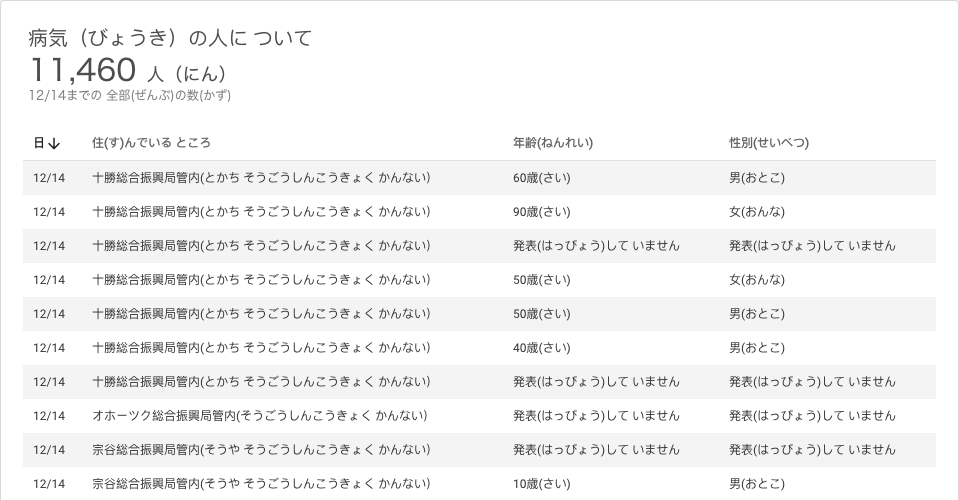 病気（びょうき）の人に ついて
11,460 人（にん）
12/14までの 全部(ぜんぶ)の数(かず)
日↓ 住(す)んでいる ところ 年齢(ねんれい) 性別(せいべつ)
12/14 十勝総合振興局管内(とかち そうごうしんこうきょく かんない) 60歳(さい) 男(おとこ)
12/14 十勝総合振興局管内(とかち そうごうしんこうきょく かんない) 90歳(さい) 女(おんな)
12/14 十勝総合振興局管内(とかち そうごうしんこうきょく かんない) 発表(はっぴょう)して いません 発表(はっぴょう)して いません
12/14 十勝総合振興局管内(とかち そうごうしんこうきょく かんない) 50歳(さい) 女(おんな)
12/14 十勝総合振興局管内(とかち そうごうしんこうきょく かんない) 50歳(さい) 男(おとこ)
12/14 十勝総合振興局管内(とかち そうごうしんこうきょく かんない) 40歳(さい) 男(おとこ)
12/14 十勝総合振興局管内(とかち そうごうしんこうきょく かんない) 発表(はっぴょう)して いません 発表(はっぴょう)して いません
12/14 オホーツク総合振興局管内(そうごうしんこうきょく かんない) 発表(はっぴょう)して いません 発表(はっぴょう)して いません
12/14 宗谷総合振興局管内(そうや そうごうしんこうきょく かんない) 発表(はっぴょう)して いません 発表(はっぴょう)して いません
12/14 宗谷総合振興局管内(そうや そうごうしんこうきょく かんない) 10歳(さい) 男(おとこ)